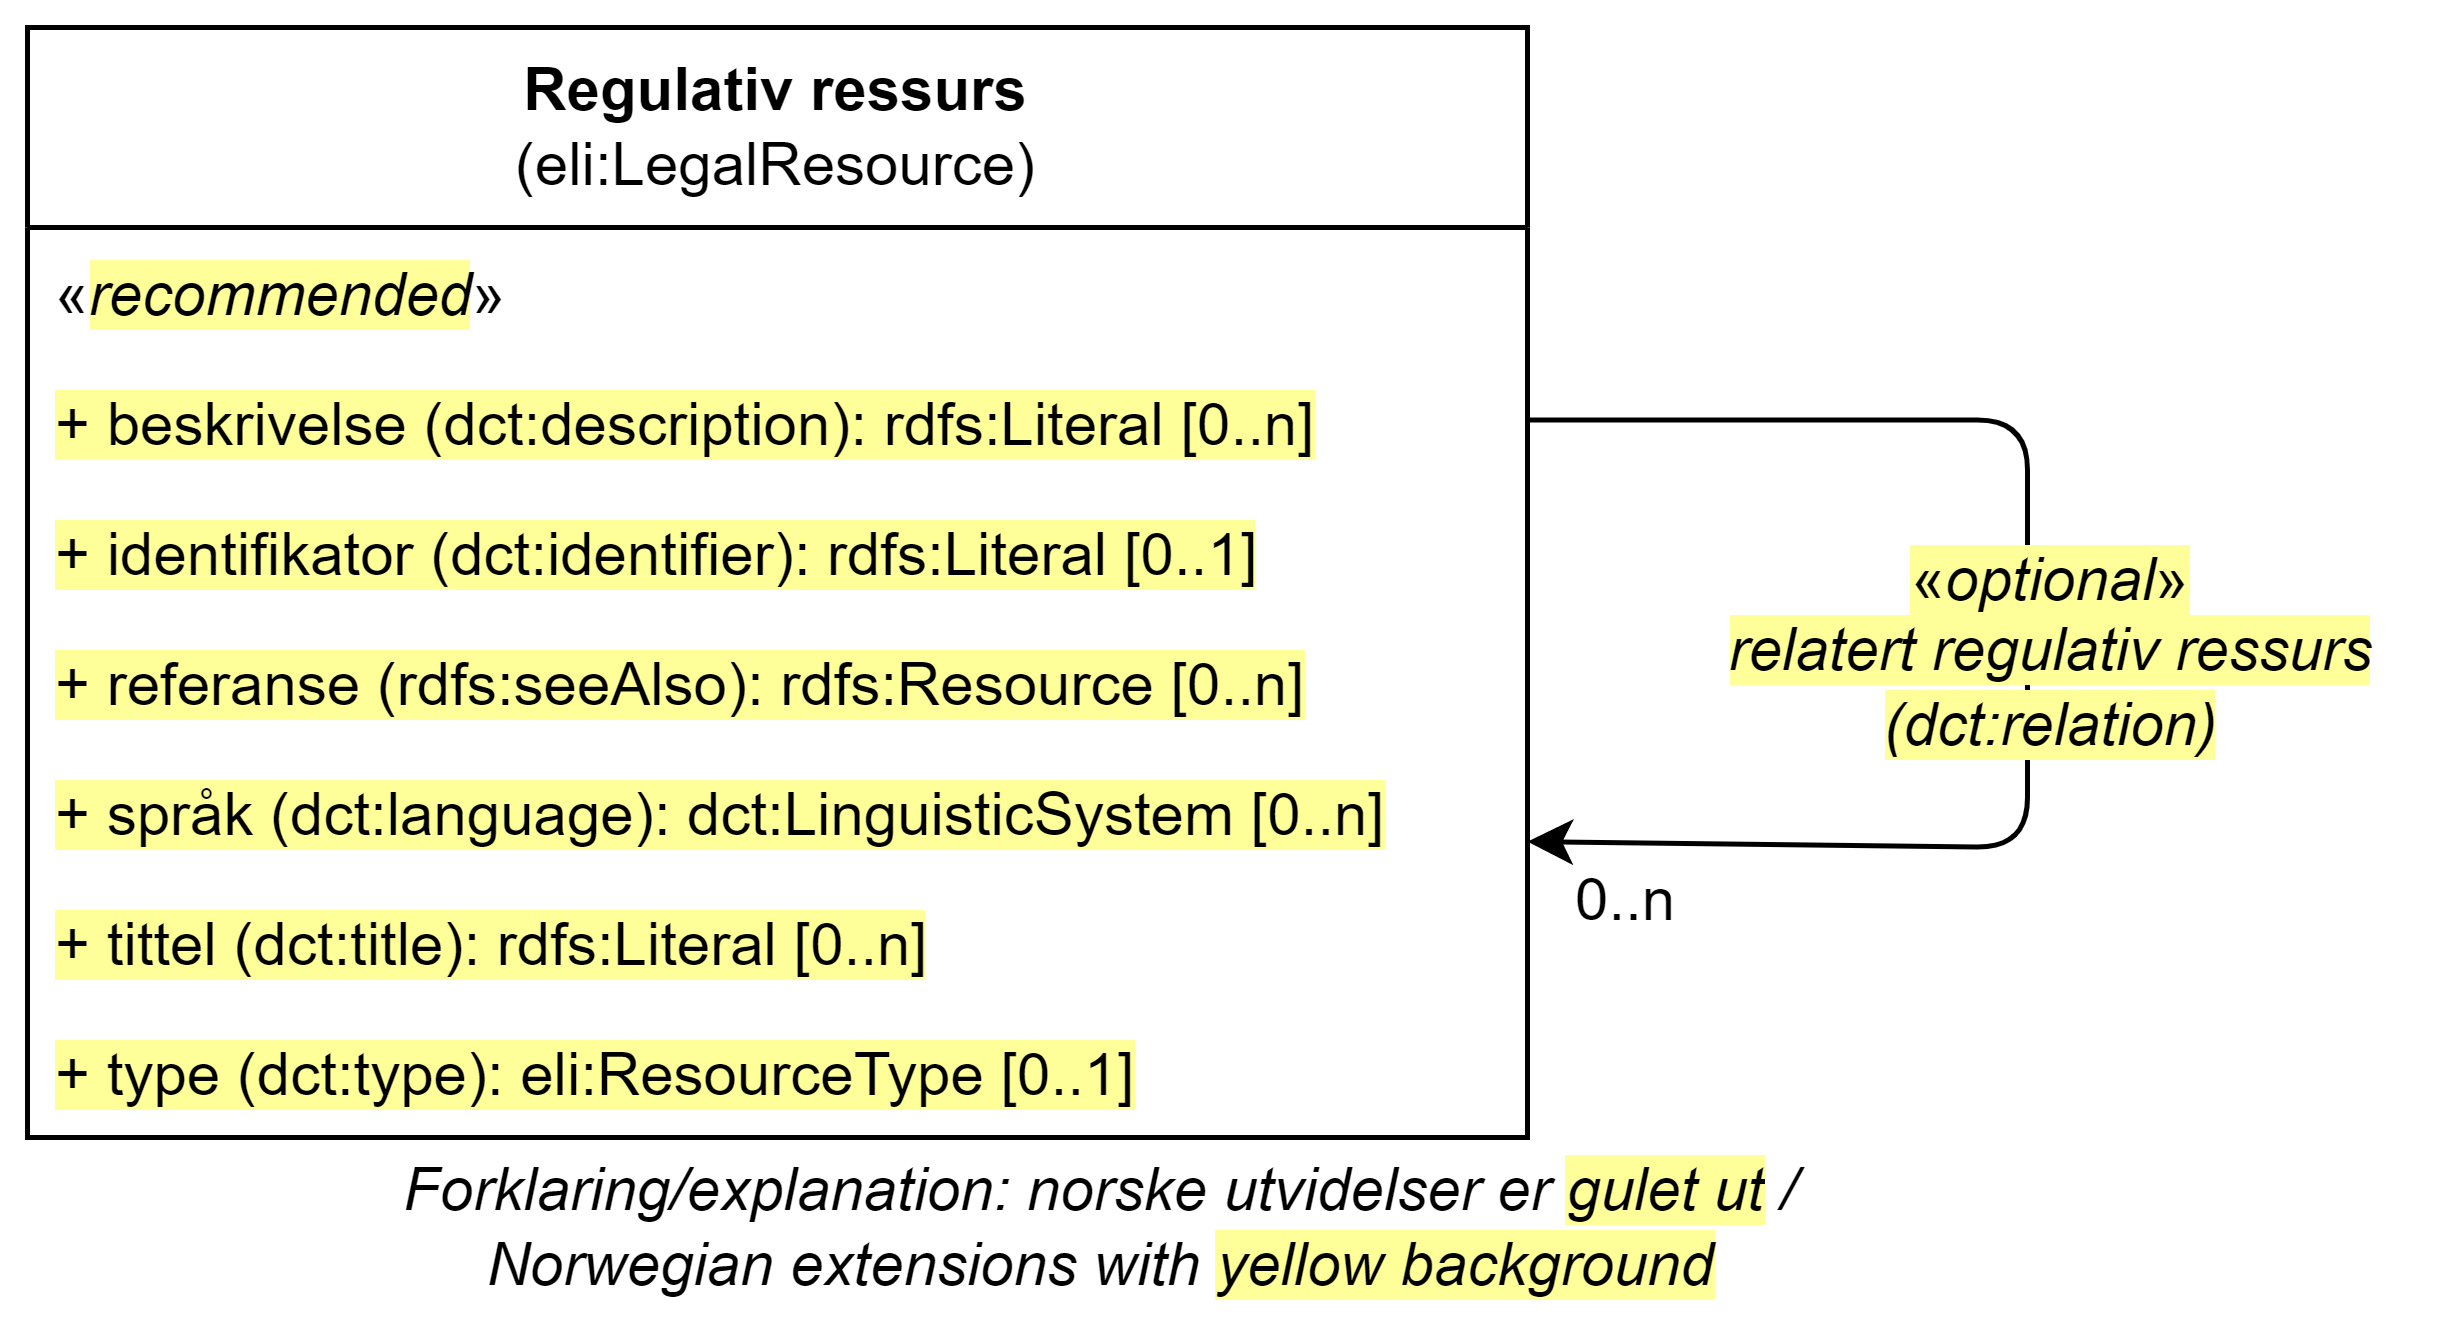 Regulativ ressurs
(eli:LegalResource)
«recommended»
+ beskrivelse (dct:description): rdfs:Literal [0..n]
+ identifikator (dct:identifier): rdfs:Literal [0..1]
+ referanse (rdfs:seeAlso): rdfs:Resource [0..n]
+ språk (dct:language): dct:LinguisticSystem [0..n]
+ tittel (dct:title): rdfs:Literal [0..n]
+ type (dct:type): eli:ResourceType [0..1]
«optional»
relatert regulativ ressurs
(dct:relation)
0..n
Forklaring/explanation: norske utvidelser er gulet ut /
Norwegian extensions with yellow background